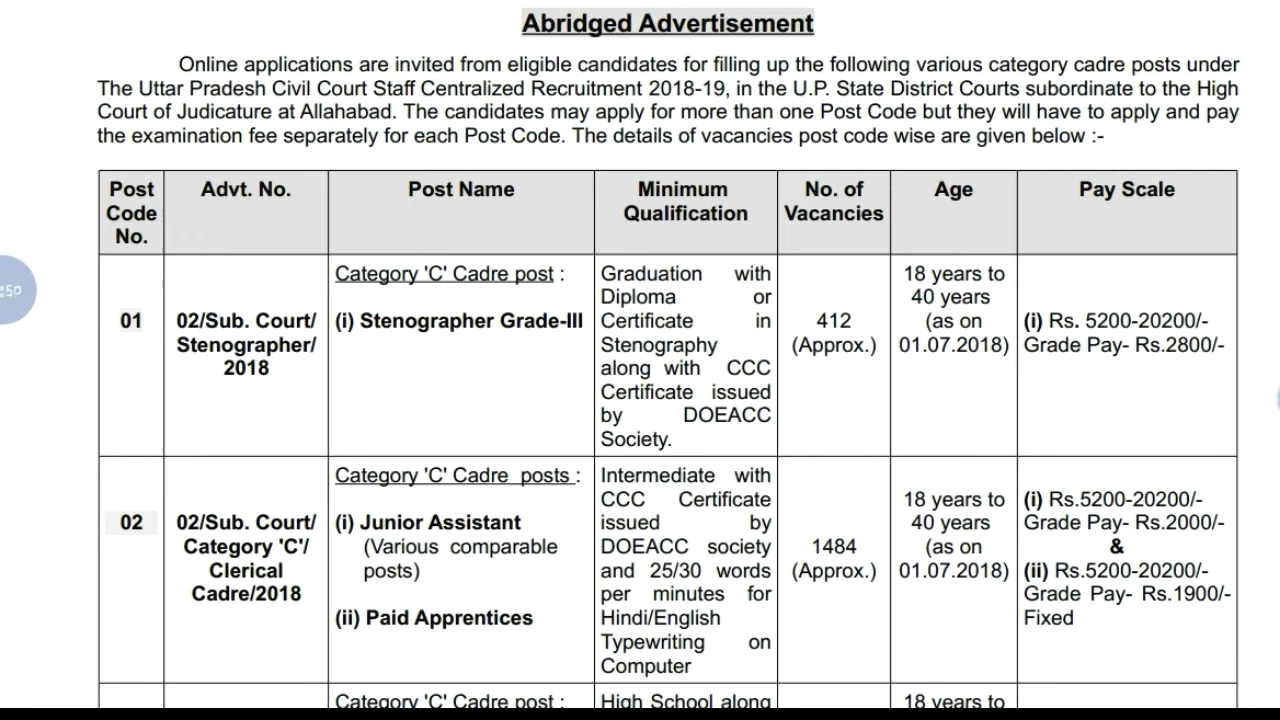 Abridged Advertisement
Online applications are invited from eligible candidates for filling up the following various category cadre posts under
The Uttar Pradesh Civil Court Staff Centralized Recruitment 2018-19, in the U.P. State District Courts subordinate to the High
Court of Judicature at Allahabad. The candidates may apply for more than one Post Code but they will have to apply and pay
the examination fee separately for each Post Code. The details of vacancies post code wise are given below :-
Post
Code
No.
Advt. No.
Post Name
Minimum
Qualification
No. of
Vacancies
Age
Pay Scale
01
02/Sub. Court/
Stenographer/
2018
Category 'C' Cadre post :
(i) Stenographer Grade-III
Graduation with
Diploma or
Certificate in
Stenography
along with CCC
Certificate issued
by DOEACC
Society.
412
(Approx.)
18 years to
40 years
(as on
01.07.2018)
(i) Rs. 5200-20200/-
Grade Pay- Rs.2800/-
02
02/Sub. Court/
Category 'C'/
Clerical
Cadre/2018
Category 'C' Cadre posts :
(i) Junior Assistant
(Various comparable
posts)
(ii) Paid Apprentices
Intermediate with
CCC Certificate
issued by
DOEACC society
and 25/30 words
per minutes for
Hindi/English
Typewriting on
Computer
1484
(Approx.)
18 years to
40 years
(as on
01.07.2018)
(i) Rs.5200-20200/-
Grade Pay- Rs.2000/-
&
(ii) Rs.5200-20200/-
Grade Pay- Rs.1900/-
Fixed
Category 'C' Cadre post :
High School along
18 years to